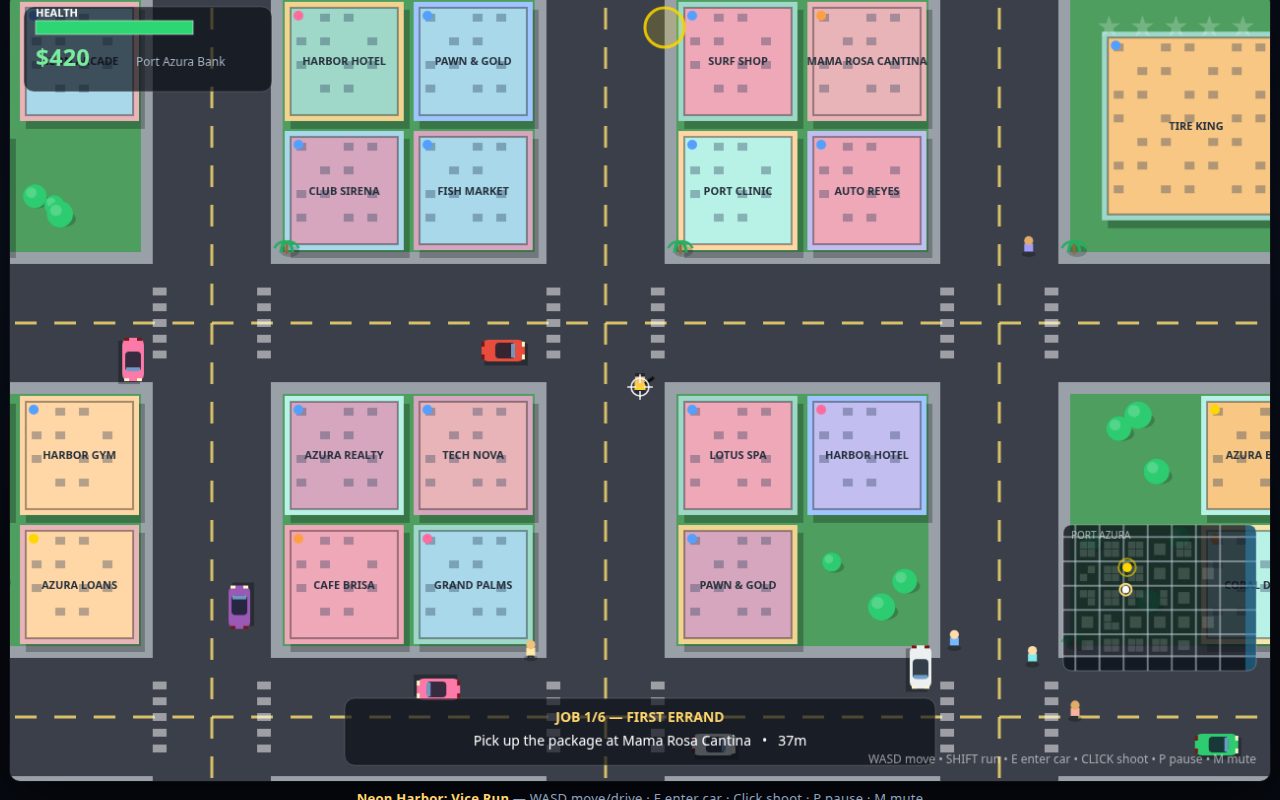 HEALTH
$420
Port Azura Bank
CADE
HARBOR HOTEL
PAWN & GOLD
SURF SHOP
MAMA ROSA CANTINA
TIRE KING
CLUB SIRENA
FISH MARKET
PORT CLINIC
AUTO REYES
HARBOR GYM
AZURA REALTY
TECH NOVA
LOTUS SPA
HARBOR HOTEL
AZURA B
PORT AZURA
AZURA LOANS
CAFE BRISA
GRAND PALMS
PAWN & GOLD
JOB 1/6 — FIRST ERRAND
Pick up the package at Mama Rosa Cantina • 37m
WASD move • SHIFT run • E enter car • CLICK shoot • P pause • M mute
Neon Harbor: Vice Run — WASD move/drive · E enter car · Click shoot · P pause · M mute